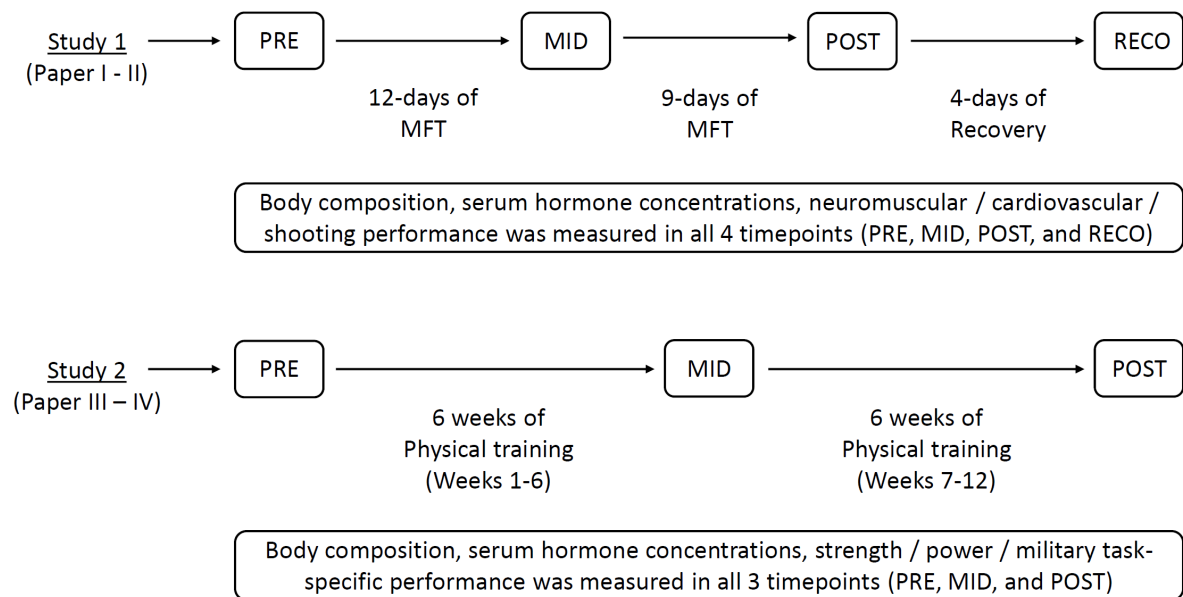 Study 1
(Paper I - II)
PRE
MID
POST
RECO
12-days of
MFT
9-days of
MFT
4-days of
Recovery
Body composition, serum hormone concentrations, neuromuscular / cardiovascular /
shooting performance was measured in all 4 timepoints (PRE, MID, POST, and RECO)
Study 2
(Paper III – IV)
PRE
MID
POST
6 weeks of
Physical training
(Weeks 1-6)
6 weeks of
Physical training
(Weeks 7-12)
Body composition, serum hormone concentrations, strength / power / military task-
specific performance was measured in all 3 timepoints (PRE, MID, and POST)